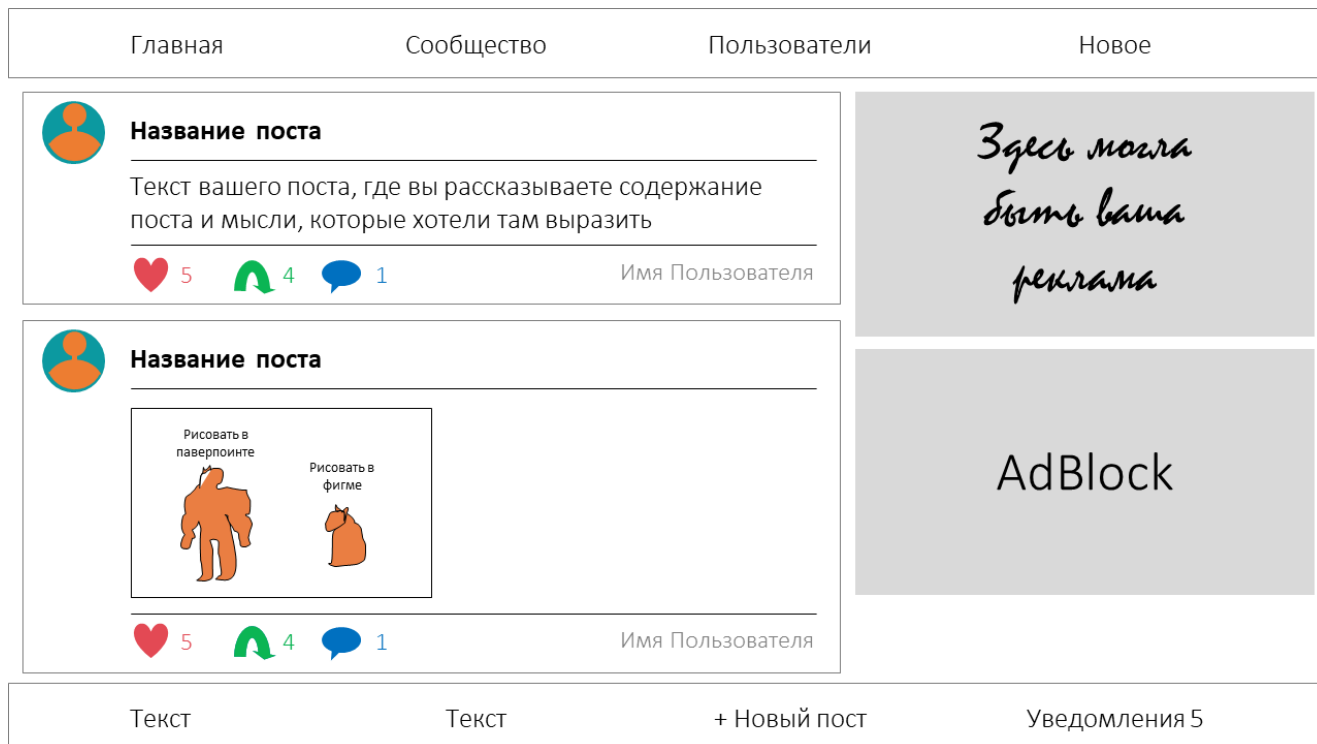 Главная Сообщество Пользователи Новое
Название поста
Текст вашего поста, где вы рассказываете содержание
поста и мысли, которые хотели там выразить
5 4 1 Имя Пользователя
Название поста
Рисовать в
паверпоинте
Рисовать в
фигме
5 4 1 Имя Пользователя
Здесь могла
быть ваша
реклама
AdBlock
Текст Текст + Новый пост Уведомления 5